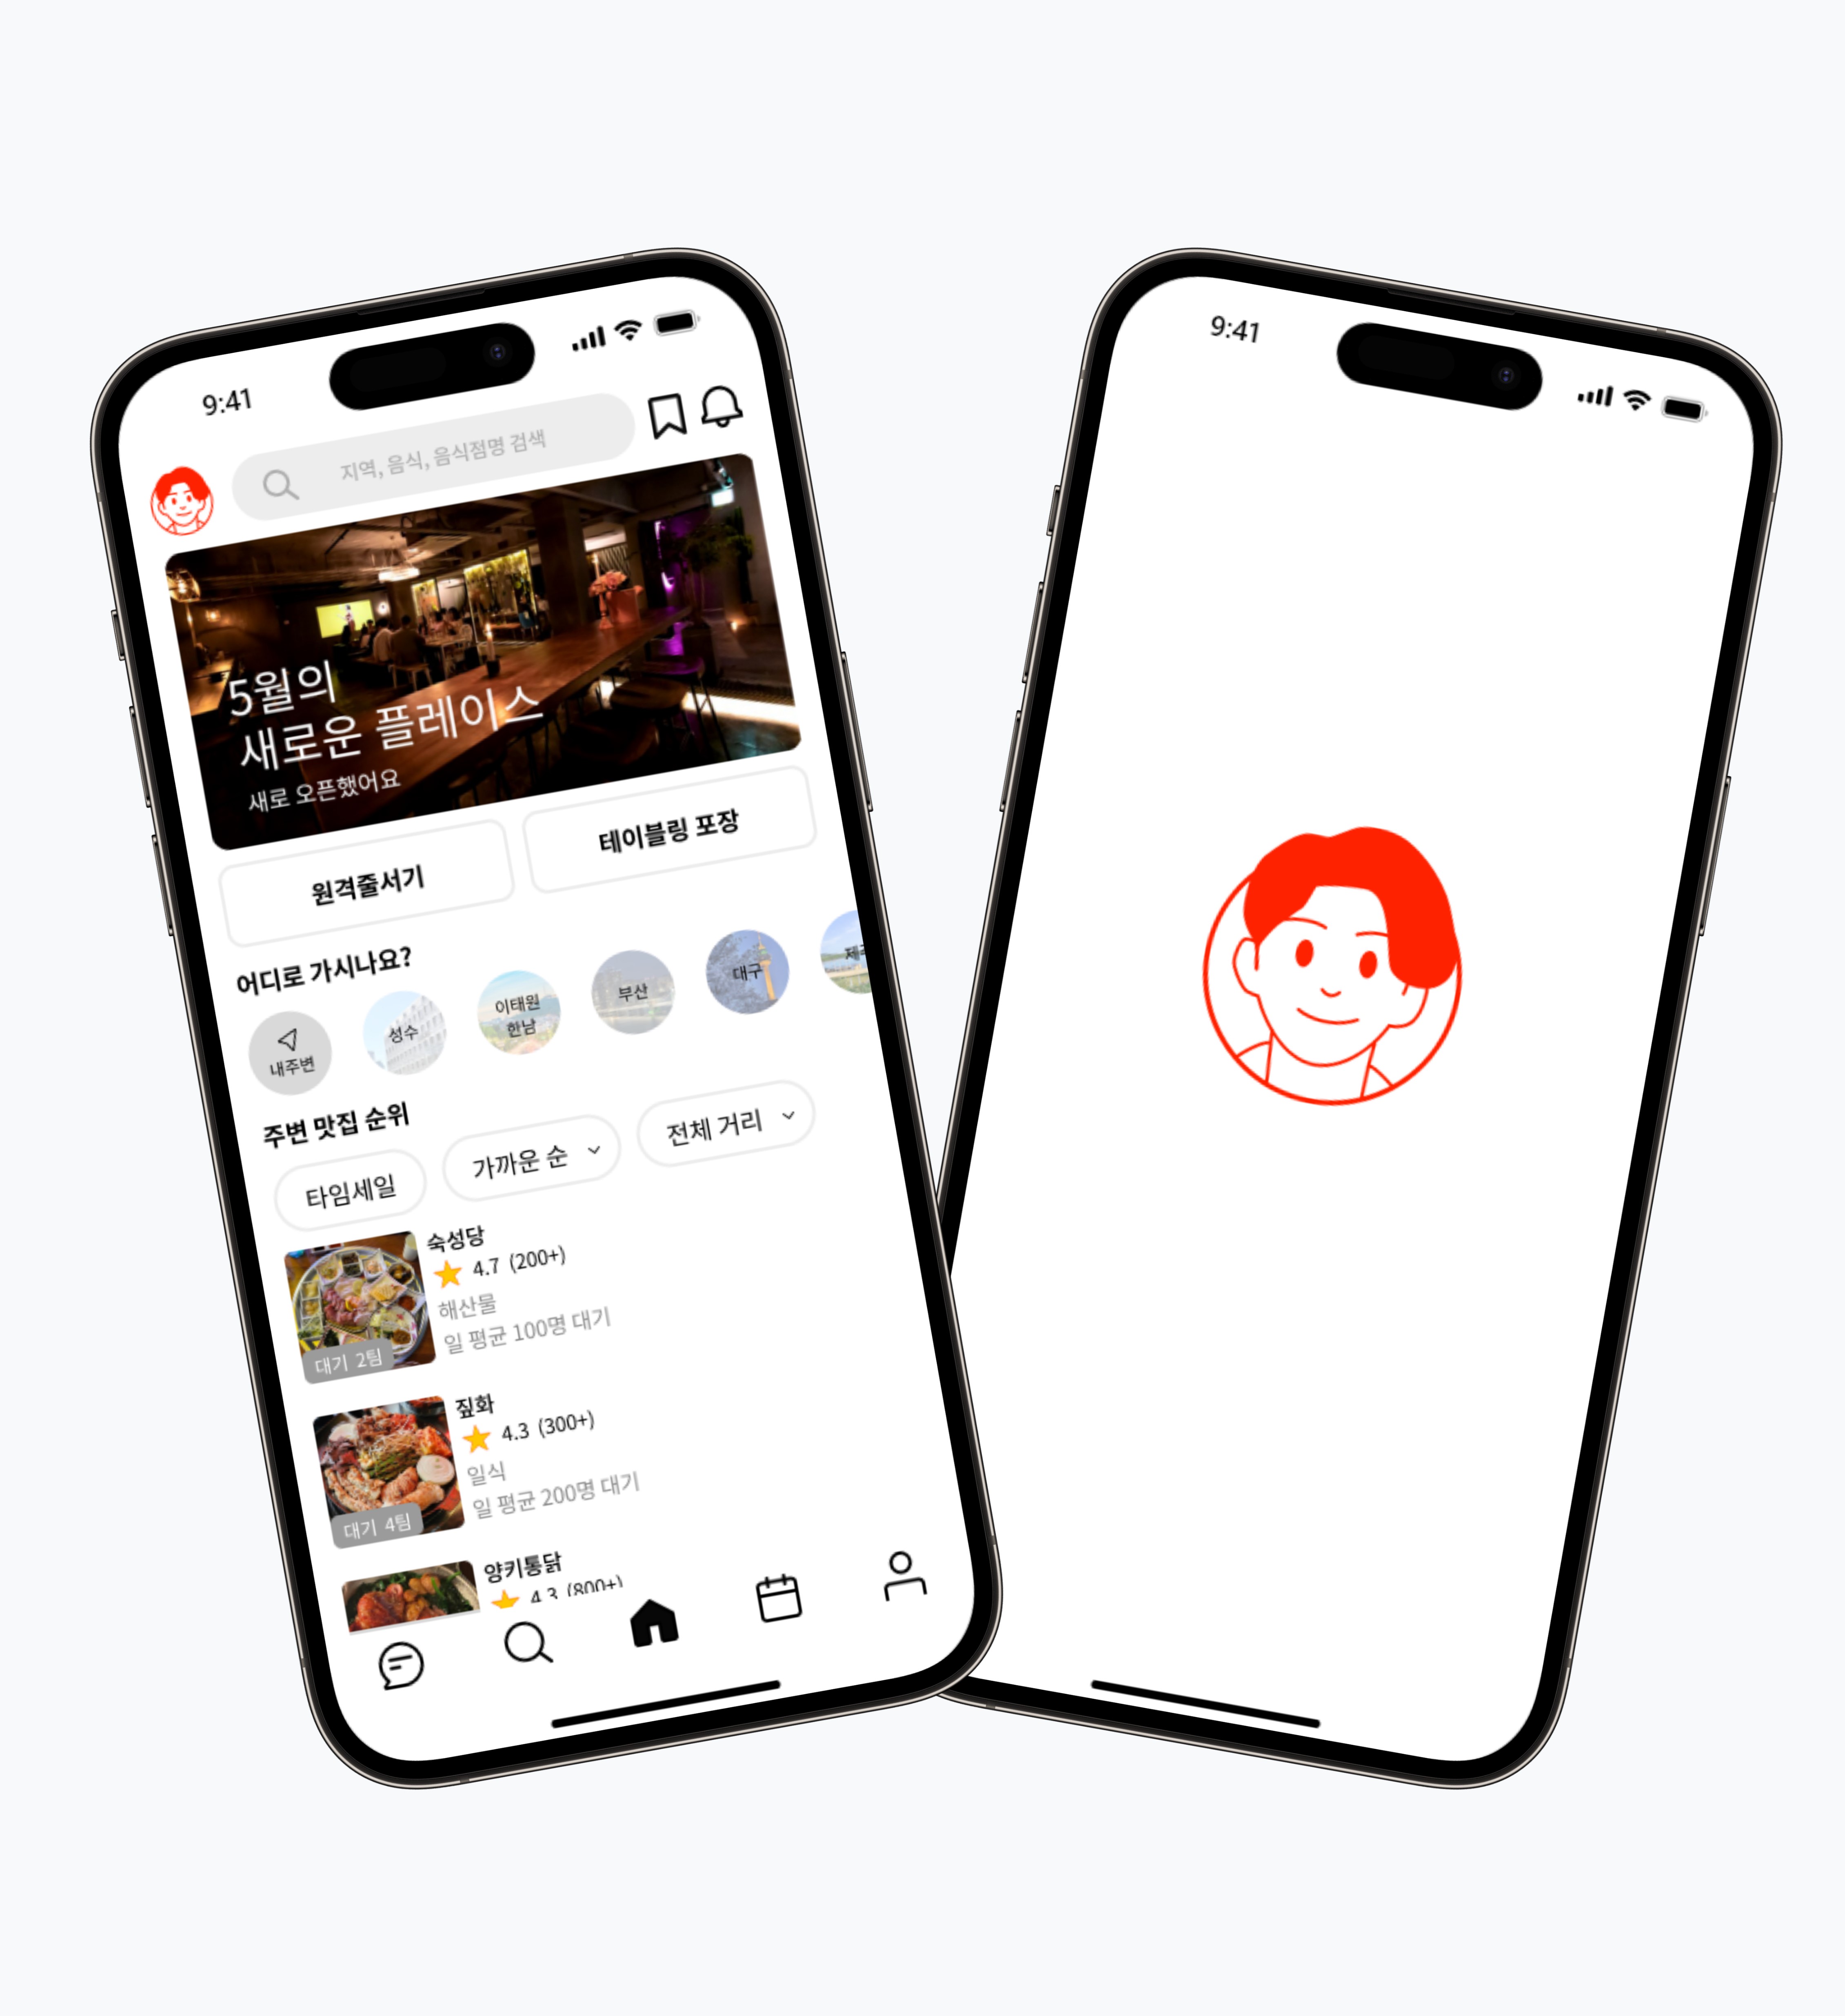 9:41
지역, 음식, 음식점명 검색
5월의
새로운 플레이스
새로 오픈했어요
원격줄서기
테이블링 포장
어디로 가시나요?
내주변
성수
이태원
한남
부산
대구
주변 맛집 순위
타임세일
가까운 순
전체 거리
숙성당
4.7 (200+)
해산물
일 평균 100명 대기
대기 2팀
짚화
4.3 (300+)
일식
일 평균 200명 대기
대기 4팀
양키통닭
4.3 (800+)
9:41